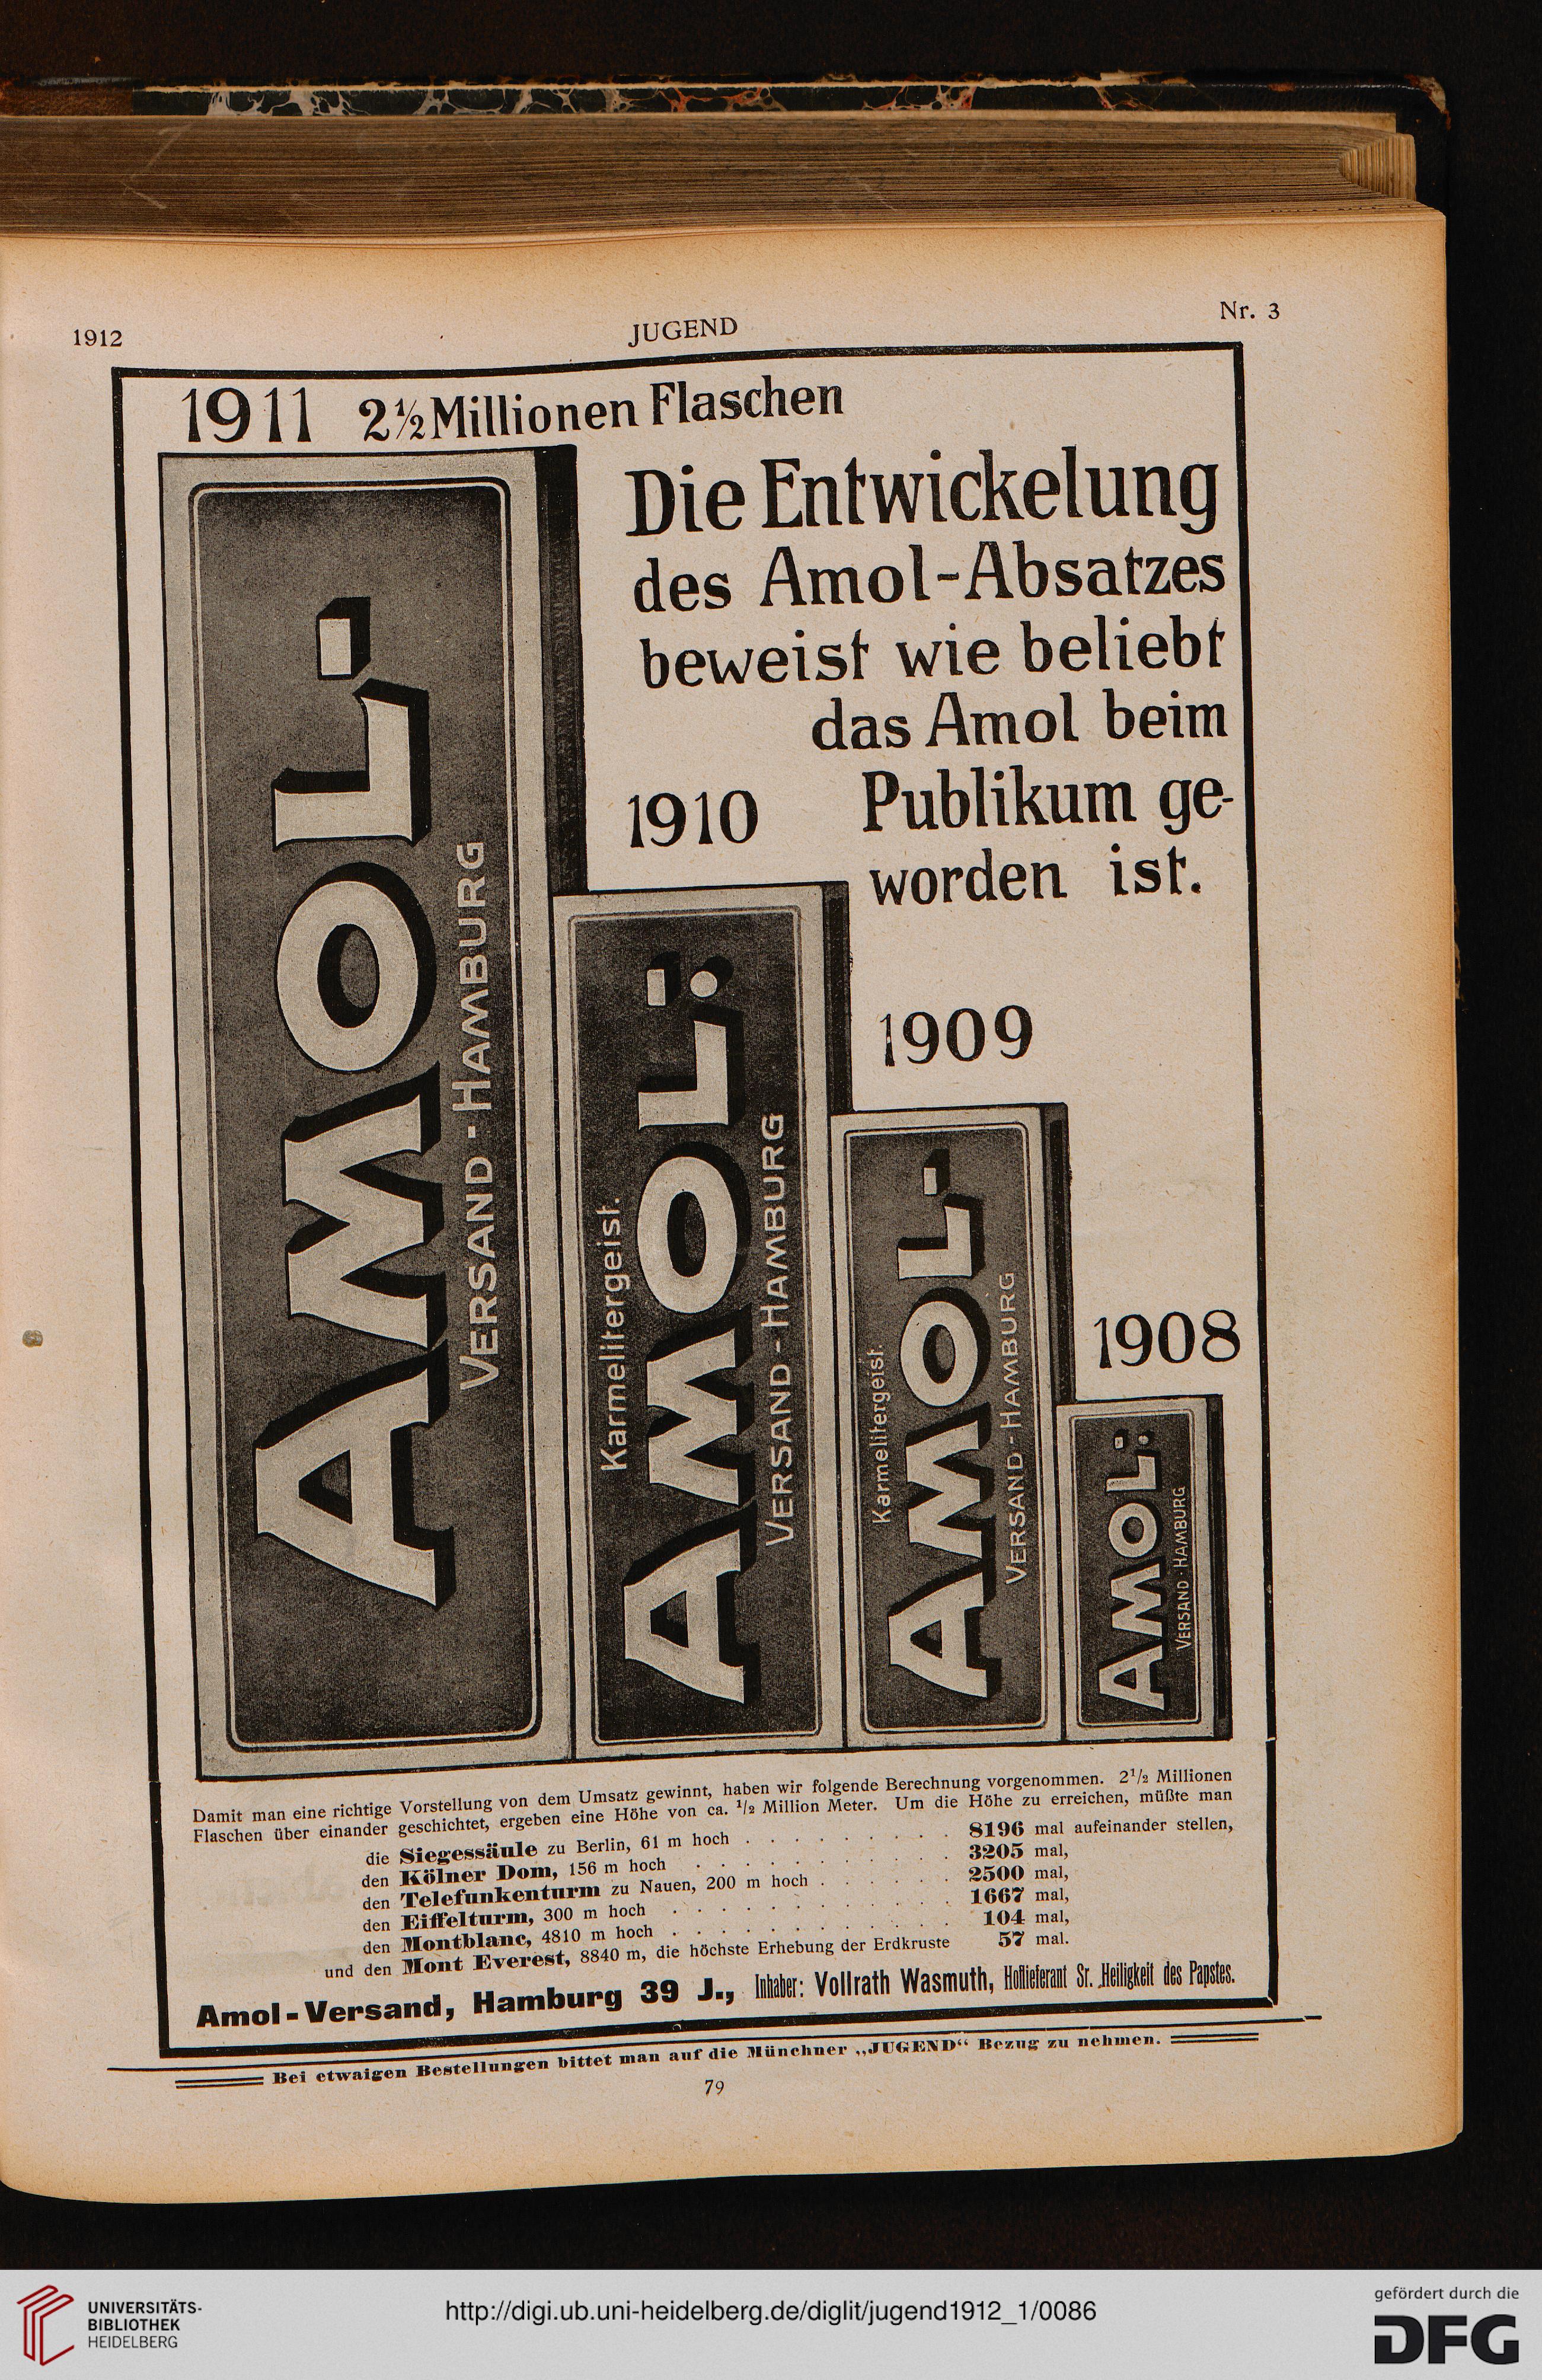 1912
JUGEND
Nr. 3
1911 2½ Millionen Flaschen
Die Entwickelung
des Amol-Absatzes
beweist wie beliebt
das Amol beim
Publikum ge-
worden ist.
1910
1909
1908
AMOL.
VERSAND - HAMBURG
Karmelitergeist.
AMOL:
VERSAND - HAMBURG
Karmelitergeist.
AMOL.
VERSAND - HAMBURG
AMOL:
VERSAND - HAMBURG
Damit man eine richtige Vorstellung von dem Umsatz gewinnt, haben wir folgende Berechnung vorgenommen. 2¹/₂ Millionen
Flaschen über einander geschichtet, ergeben eine Höhe von ca. ¹/₂ Million Meter. Um die Höhe zu erreichen, müßte man
die Siegessäule zu Berlin, 61 m hoch . . . . . . . . . 8196 mal aufeinander stellen,
den Kölner Dom, 156 m hoch . . . . . . . . . . . 3205 mal,
den Telefunkenturm zu Nauen, 200 m hoch . . . . . . 2500 mal,
den Eiffelturm, 300 m hoch . . . . . . . . . . . . 1667 mal,
den Montblanc, 4810 m hoch . . . . . . . . . . . . 104 mal,
und den Mont Everest, 8840 m, die höchste Erhebung der Erdkruste 57 mal.
Amol-Versand, Hamburg 39 J., Inhaber: Vollrath Wasmuth, Hoflieferant Sr. Heiligkeit des Papstes.
Bei etwaigen Bestellungen bittet man auf die Münchner „JUGEND“ Bezug zu nehmen.
79
UNIVERSITÄTS-
BIBLIOTHEK
HEIDELBERG
http://digi.ub.uni-heidelberg.de/diglit/jugend1912_1/0086
gefördert durch die
DFG